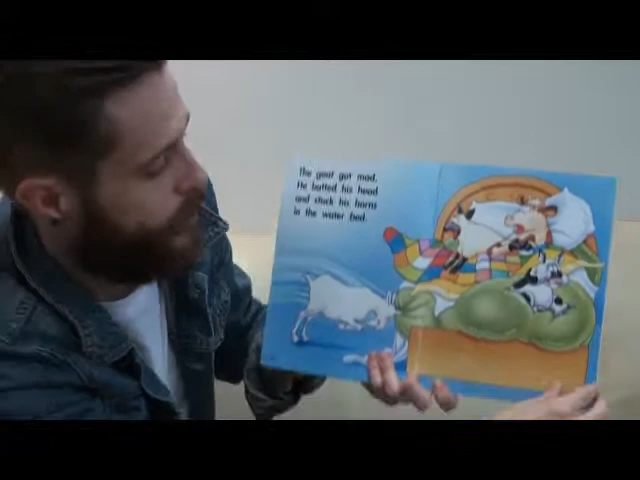 The goat got mad.
He butted his head
and stuck his horns
in the water bed.